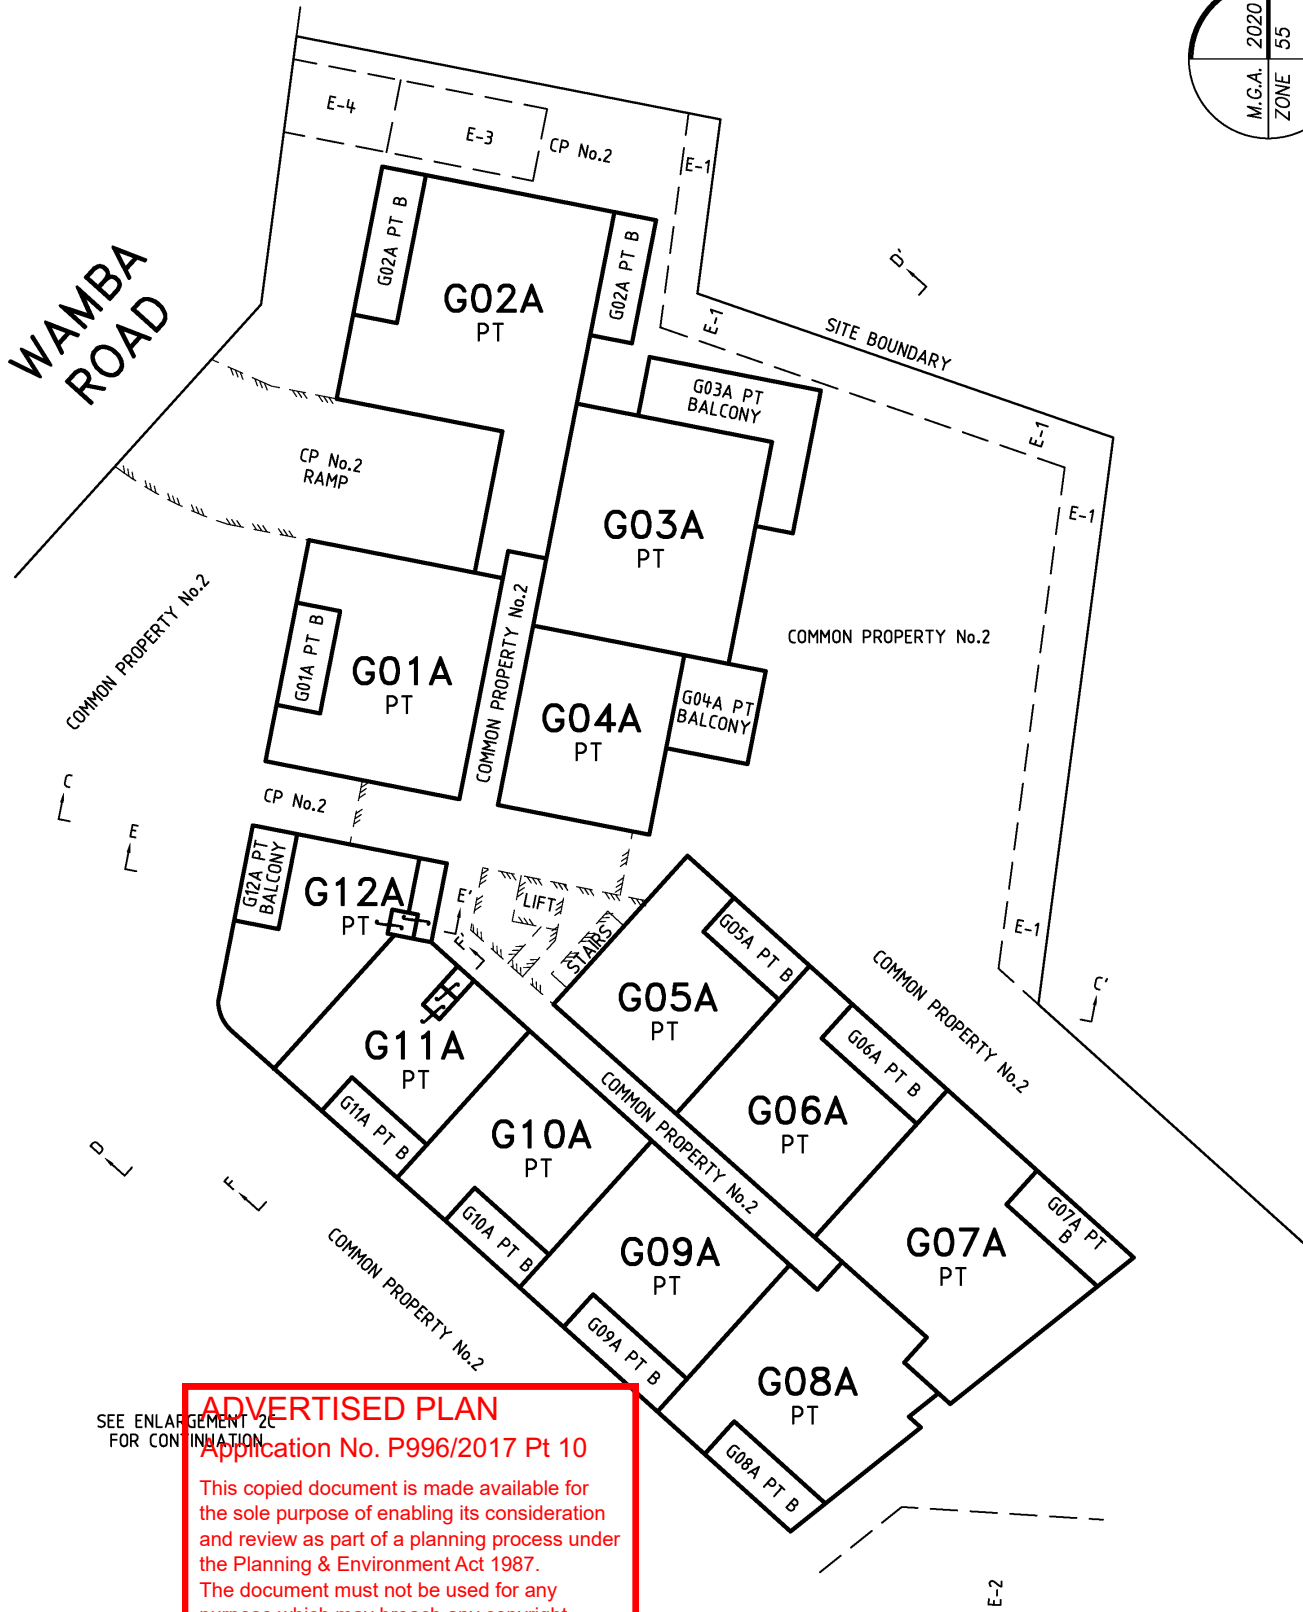 M.G.A. 2020
ZONE 55
E-4
E-3
CP No.2
E-1
WAMBA
ROAD
G02A PT B
G02A
PT
G02A PT B
D'
E-1
SITE BOUNDARY
G03A PT
BALCONY
E-1
CP No.2
RAMP
G03A
PT
E-1
COMMON PROPERTY No.2
G01A PT B
G01A
PT
COMMON PROPERTY No.2
COMMON PROPERTY No.2
G04A
PT
G04A PT
BALCONY
C
E
CP No.2
G12A PT
BALCONY
G12A
PT
E'
F'
LIFT
STAIRS
G05A PT B
G05A
PT
E-1
C'
COMMON PROPERTY No.2
G11A
PT
G11A PT B
COMMON PROPERTY No.2
G06A PT B
G06A
PT
G10A
PT
G10A PT B
D
F
COMMON PROPERTY No.2
G09A
PT
G09A PT B
G07A
PT
G07A PT
B
G08A
PT
G08A PT B
SEE ENLARGEMENT 2C
FOR CONTINUATION
ADVERTISED PLAN
Application No. P996/2017 Pt 10
This copied document is made available for
the sole purpose of enabling its consideration
and review as part of a planning process under
the Planning & Environment Act 1987.
The document must not be used for any
purpose which may breach any copyright
E-2